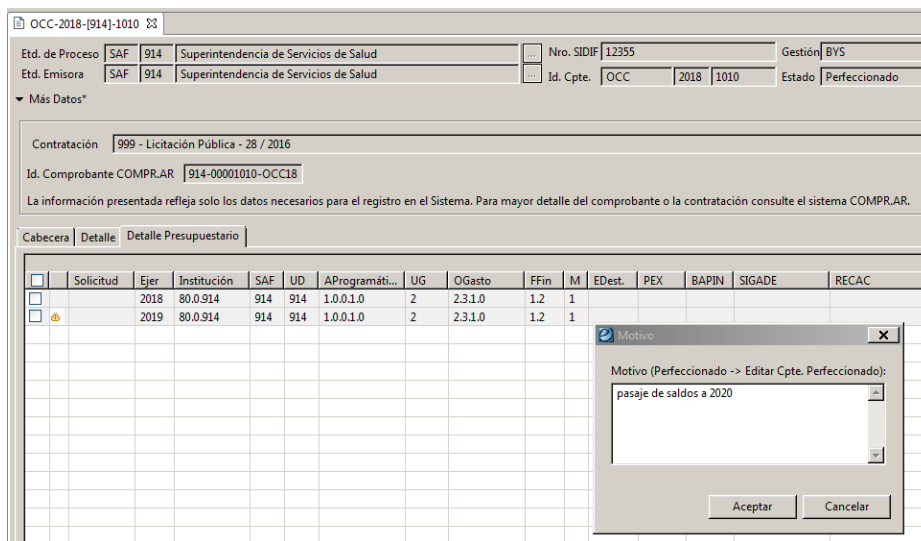 OCC-2018-[914]-1010
Etd. de Proceso SAF 914 Superintendencia de Servicios de Salud ... Nro. SIDIF 12355 Gestión BYS
Etd. Emisora SAF 914 Superintendencia de Servicios de Salud ... Id. Cpte. OCC 2018 1010 Estado Perfeccionado
Más Datos*
Contratación 999 - Licitación Pública - 28 / 2016
Id. Comprobante COMPR.AR 914-00001010-OCC18
La información presentada refleja solo los datos necesarios para el registro en el Sistema. Para mayor detalle del comprobante o la contratación consulte el sistema COMPR.AR.
Cabecera Detalle Detalle Presupuestario
Solicitud Ejer Institución SAF UD AProgramáti... UG OGasto FFin M EDest. PEX BAPIN SIGADE RECAC
2018 80.0.914 914 914 1.0.0.1.0 2 2.3.1.0 1.2 1
2019 80.0.914 914 914 1.0.0.1.0 2 2.3.1.0 1.2 1
Motivo
Motivo (Perfeccionado -> Editar Cpte. Perfeccionado):
pasaje de saldos a 2020
Aceptar Cancelar